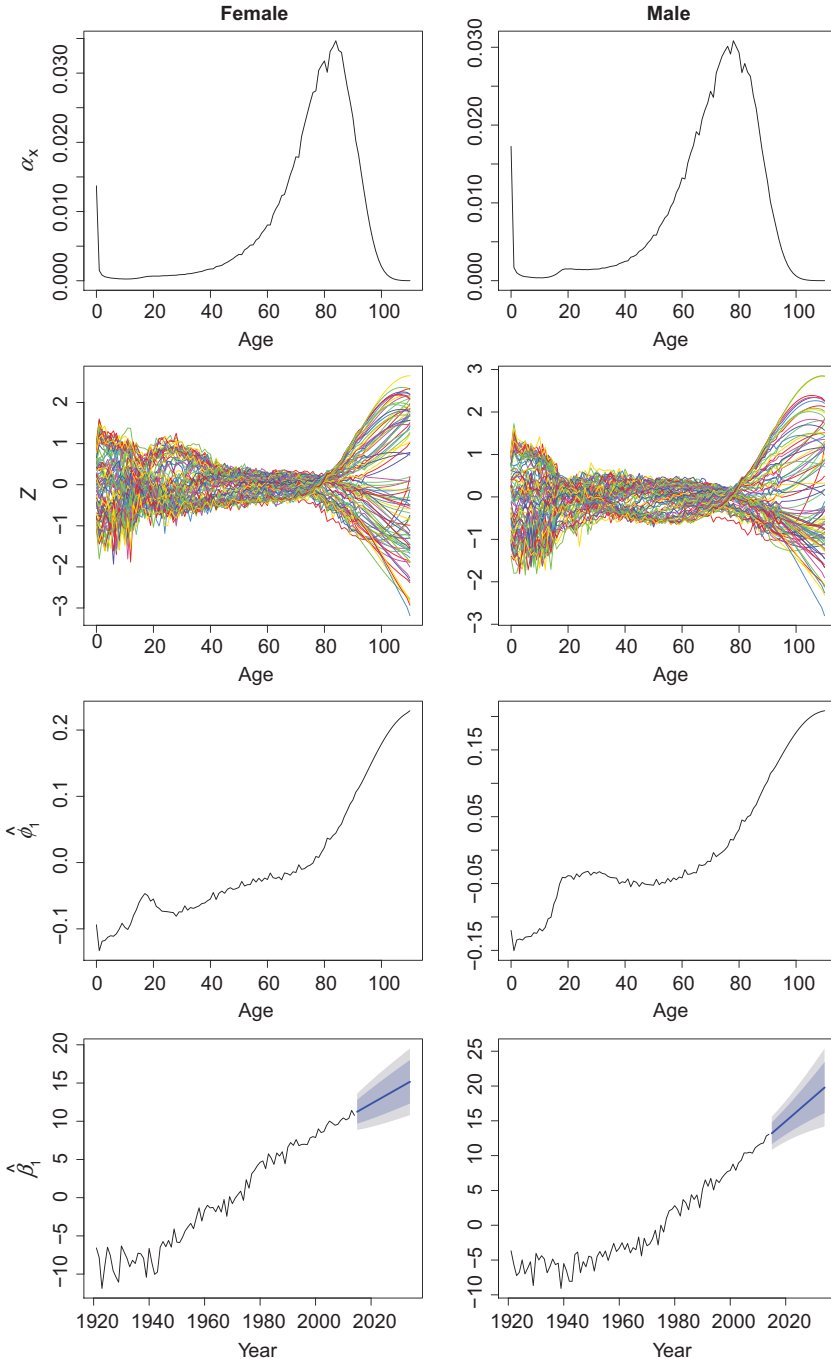 Female
Male
αx
0.000 0.010 0.020 0.030
0 20 40 60 80 100
Age
0.000 0.010 0.020 0.030
0 20 40 60 80 100
Age
Z
−3 −2 −1 0 1 2
0 20 40 60 80 100
Age
−3 −2 −1 0 1 2 3
0 20 40 60 80 100
Age
ϕ̂1
−0.1 0.0 0.1 0.2
0 20 40 60 80 100
Age
−0.15 −0.05 0.05 0.15
0 20 40 60 80 100
Age
β̂1
−10 −5 0 5 10 15 20
1920 1940 1960 1980 2000 2020
Year
−10 −5 0 5 10 15 20 25
1920 1940 1960 1980 2000 2020
Year